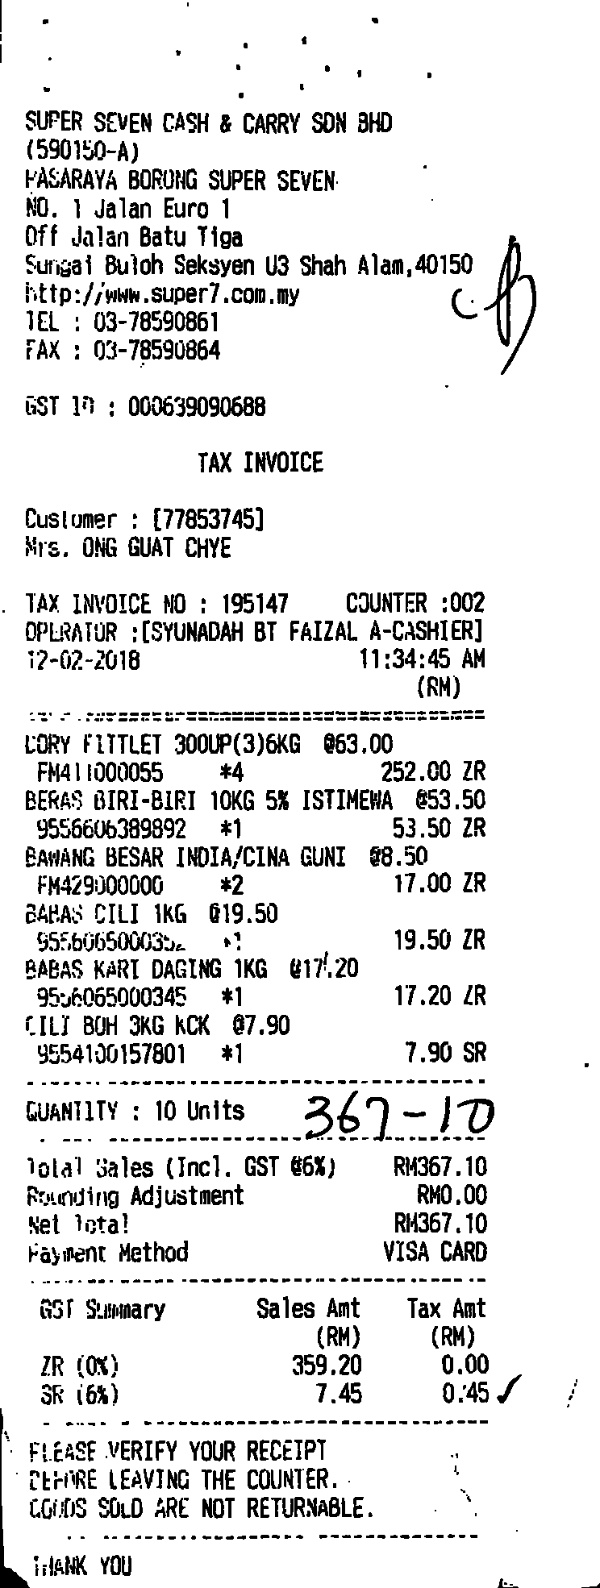 SUPER SEVEN CASH & CARRY SDN BHD
(590150-A)
PASARAYA BORONG SUPER SEVEN
NO. 1 Jalan Euro 1
Off Jalan Batu Tiga
Sungai Buloh Seksyen U3 Shah Alam,40150
http://www.super7.com.my
TEL : 03-78590861
FAX : 03-78590864
GST ID : 000639090688
TAX INVOICE
Customer : [77853745]
Mrs. ONG GUAT CHYE
TAX INVOICE NO : 195147 COUNTER :002
OPERATOR :[SYUNADAH BT FAIZAL A-CASHIER]
12-02-2018 11:34:45 AM
(RM)
DORY FITTLET 300UP(3)6KG @63.00
FM411000055 *4 252.00 ZR
BERAS BIRI-BIRI 10KG 5% ISTIMEWA @53.50
9556606389892 *1 53.50 ZR
BAWANG BESAR INDIA/CINA GUNI @8.50
FM429000000 *2 17.00 ZR
BABAS CILI 1KG @19.50
9556065000352 *1 19.50 ZR
BABAS KARI DAGING 1KG @17.20
9556065000345 *1 17.20 ZR
CILI BOH 3KG KCK @7.90
9554100157801 *1 7.90 SR
QUANTITY : 10 Units 367-10
Total Sales (Incl. GST @6%) RM367.10
Rounding Adjustment RM0.00
Net Total RM367.10
Payment Method VISA CARD
GST Summary Sales Amt Tax Amt
(RM) (RM)
ZR (0%) 359.20 0.00
SR (6%) 7.45 0.45 ✓
PLEASE VERIFY YOUR RECEIPT
BEFORE LEAVING THE COUNTER.
GOODS SOLD ARE NOT RETURNABLE.
THANK YOU